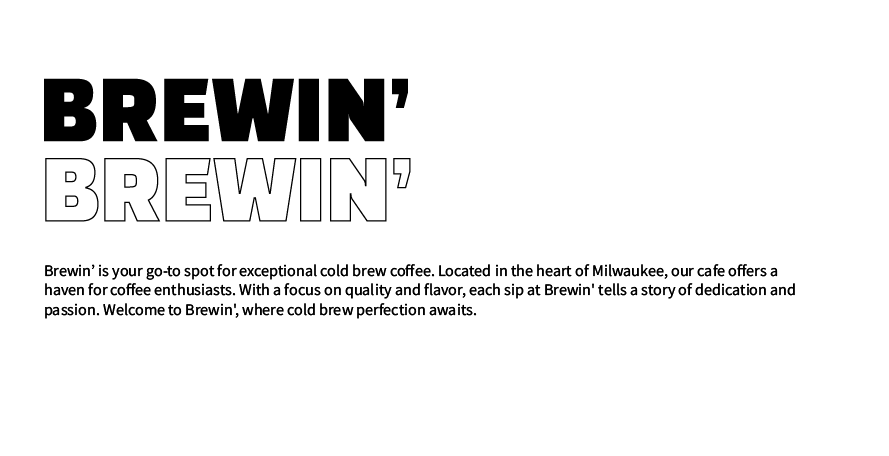 BREWIN’
BREWIN’
Brewin’ is your go-to spot for exceptional cold brew coffee. Located in the heart of Milwaukee, our cafe offers a
haven for coffee enthusiasts. With a focus on quality and flavor, each sip at Brewin' tells a story of dedication and
passion. Welcome to Brewin', where cold brew perfection awaits.